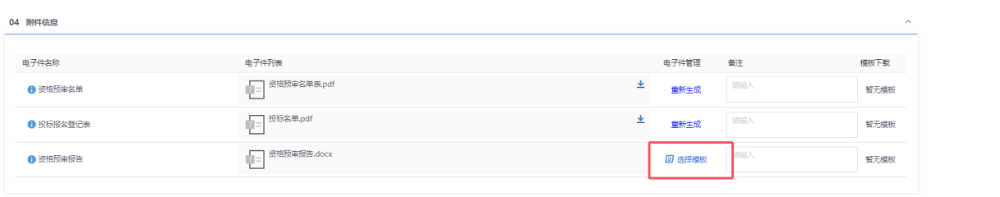 04 附件信息
电子件名称 电子件列表 电子件管理 备注 模板下载
资格预审名单 资格预审名单表.pdf 重新生成 请输入 暂无模板
投标报名登记表 投标名单.pdf 重新生成 请输入 暂无模板
资格预审报告 资格预审报告.docx 选择模板 请输入 暂无模板